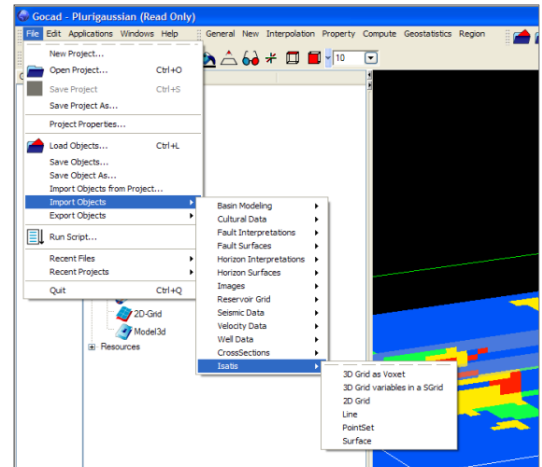 Gocad - Plurigaussian (Read Only)
File Edit Applications Windows Help General New Interpolation Property Compute Geostatistics Region
10
New Project...
Open Project... Ctrl+O
Save Project Ctrl+S
Save Project As...
Project Properties...
Load Objects... Ctrl+L
Save Objects...
Save Object As...
Import Objects from Project...
Import Objects
Export Objects
Run Script...
Recent Files
Recent Projects
Quit Ctrl+Q
Basin Modeling
Cultural Data
Fault Interpretations
Fault Surfaces
Horizon Interpretations
Horizon Surfaces
Images
Reservoir Grid
Seismic Data
Velocity Data
Well Data
CrossSections
Isatis
3D Grid as Voxet
3D Grid variables in a SGrid
2D Grid
Line
PointSet
Surface
2D-Grid
Model3d
Resources